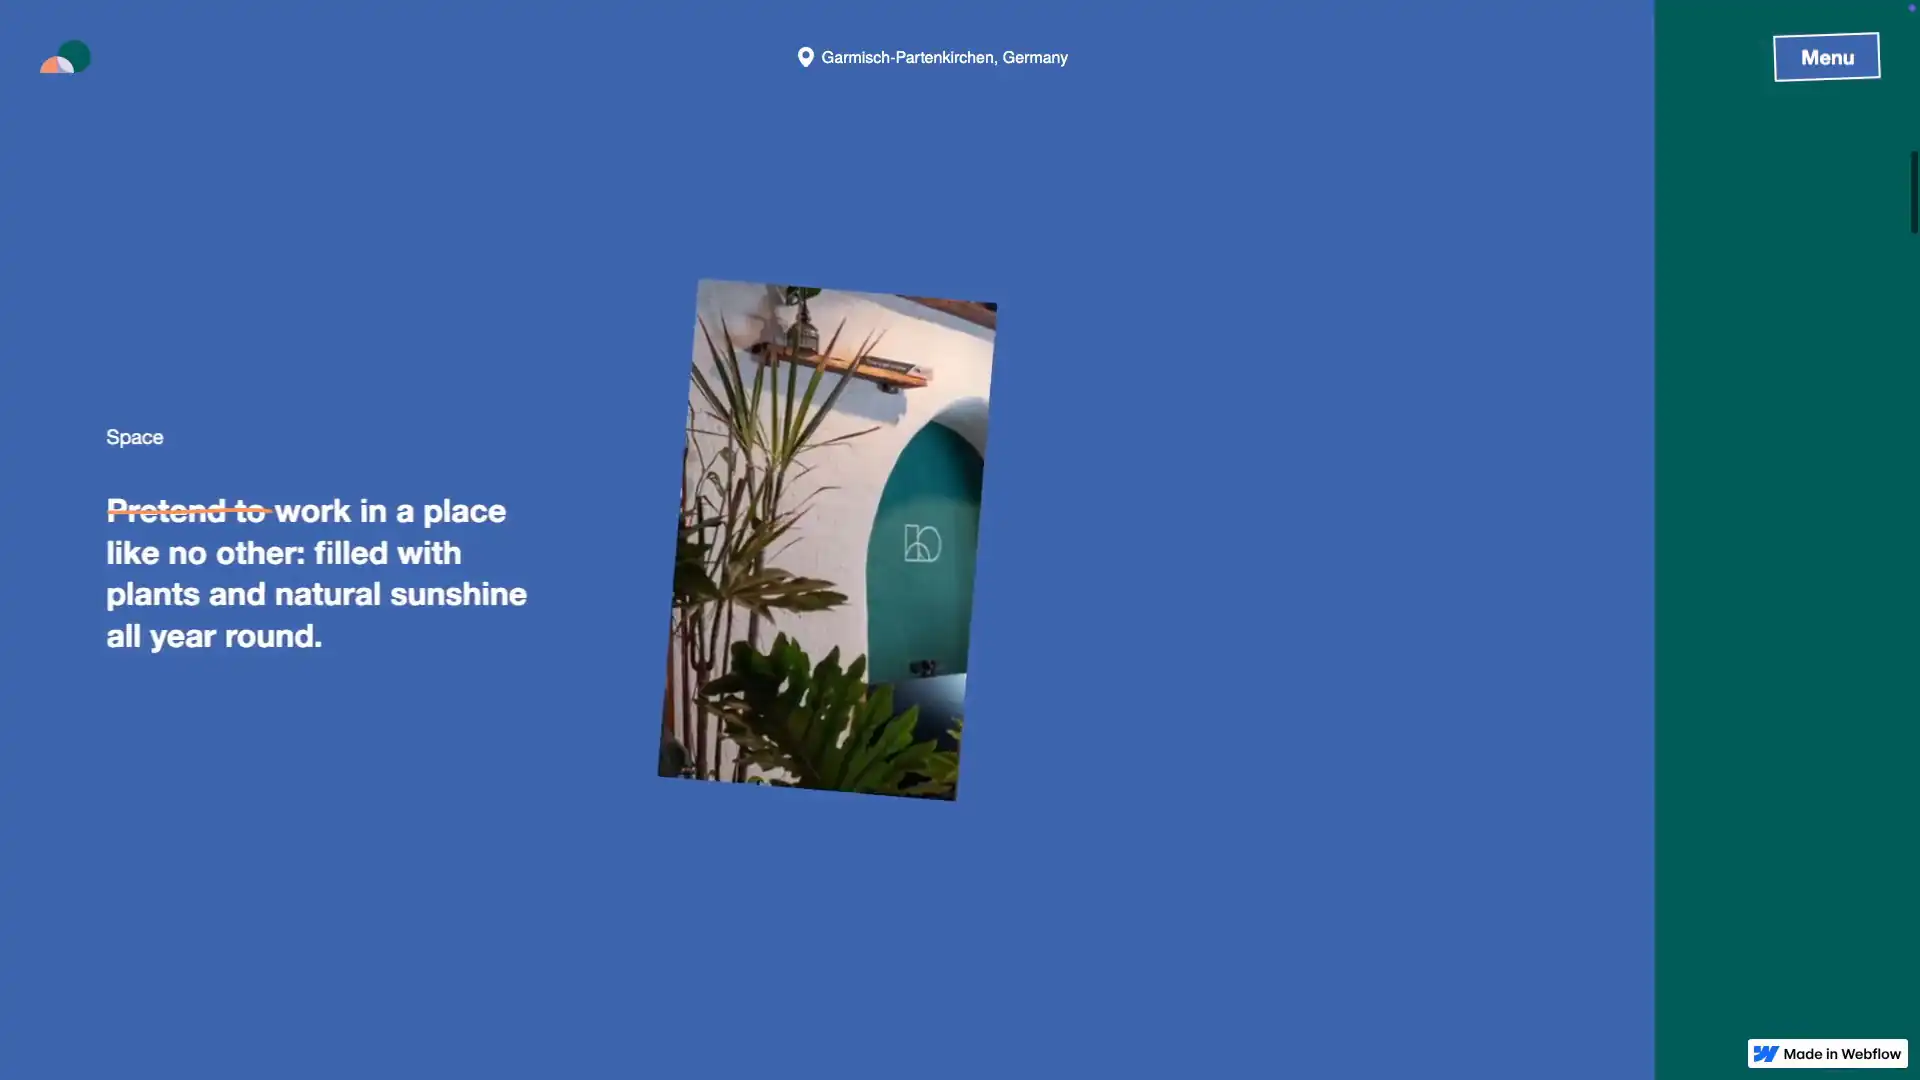 Garmisch-Partenkirchen, Germany
Menu
Space
Pretend to work in a place
like no other: filled with
plants and natural sunshine
all year round.
Made in Webflow